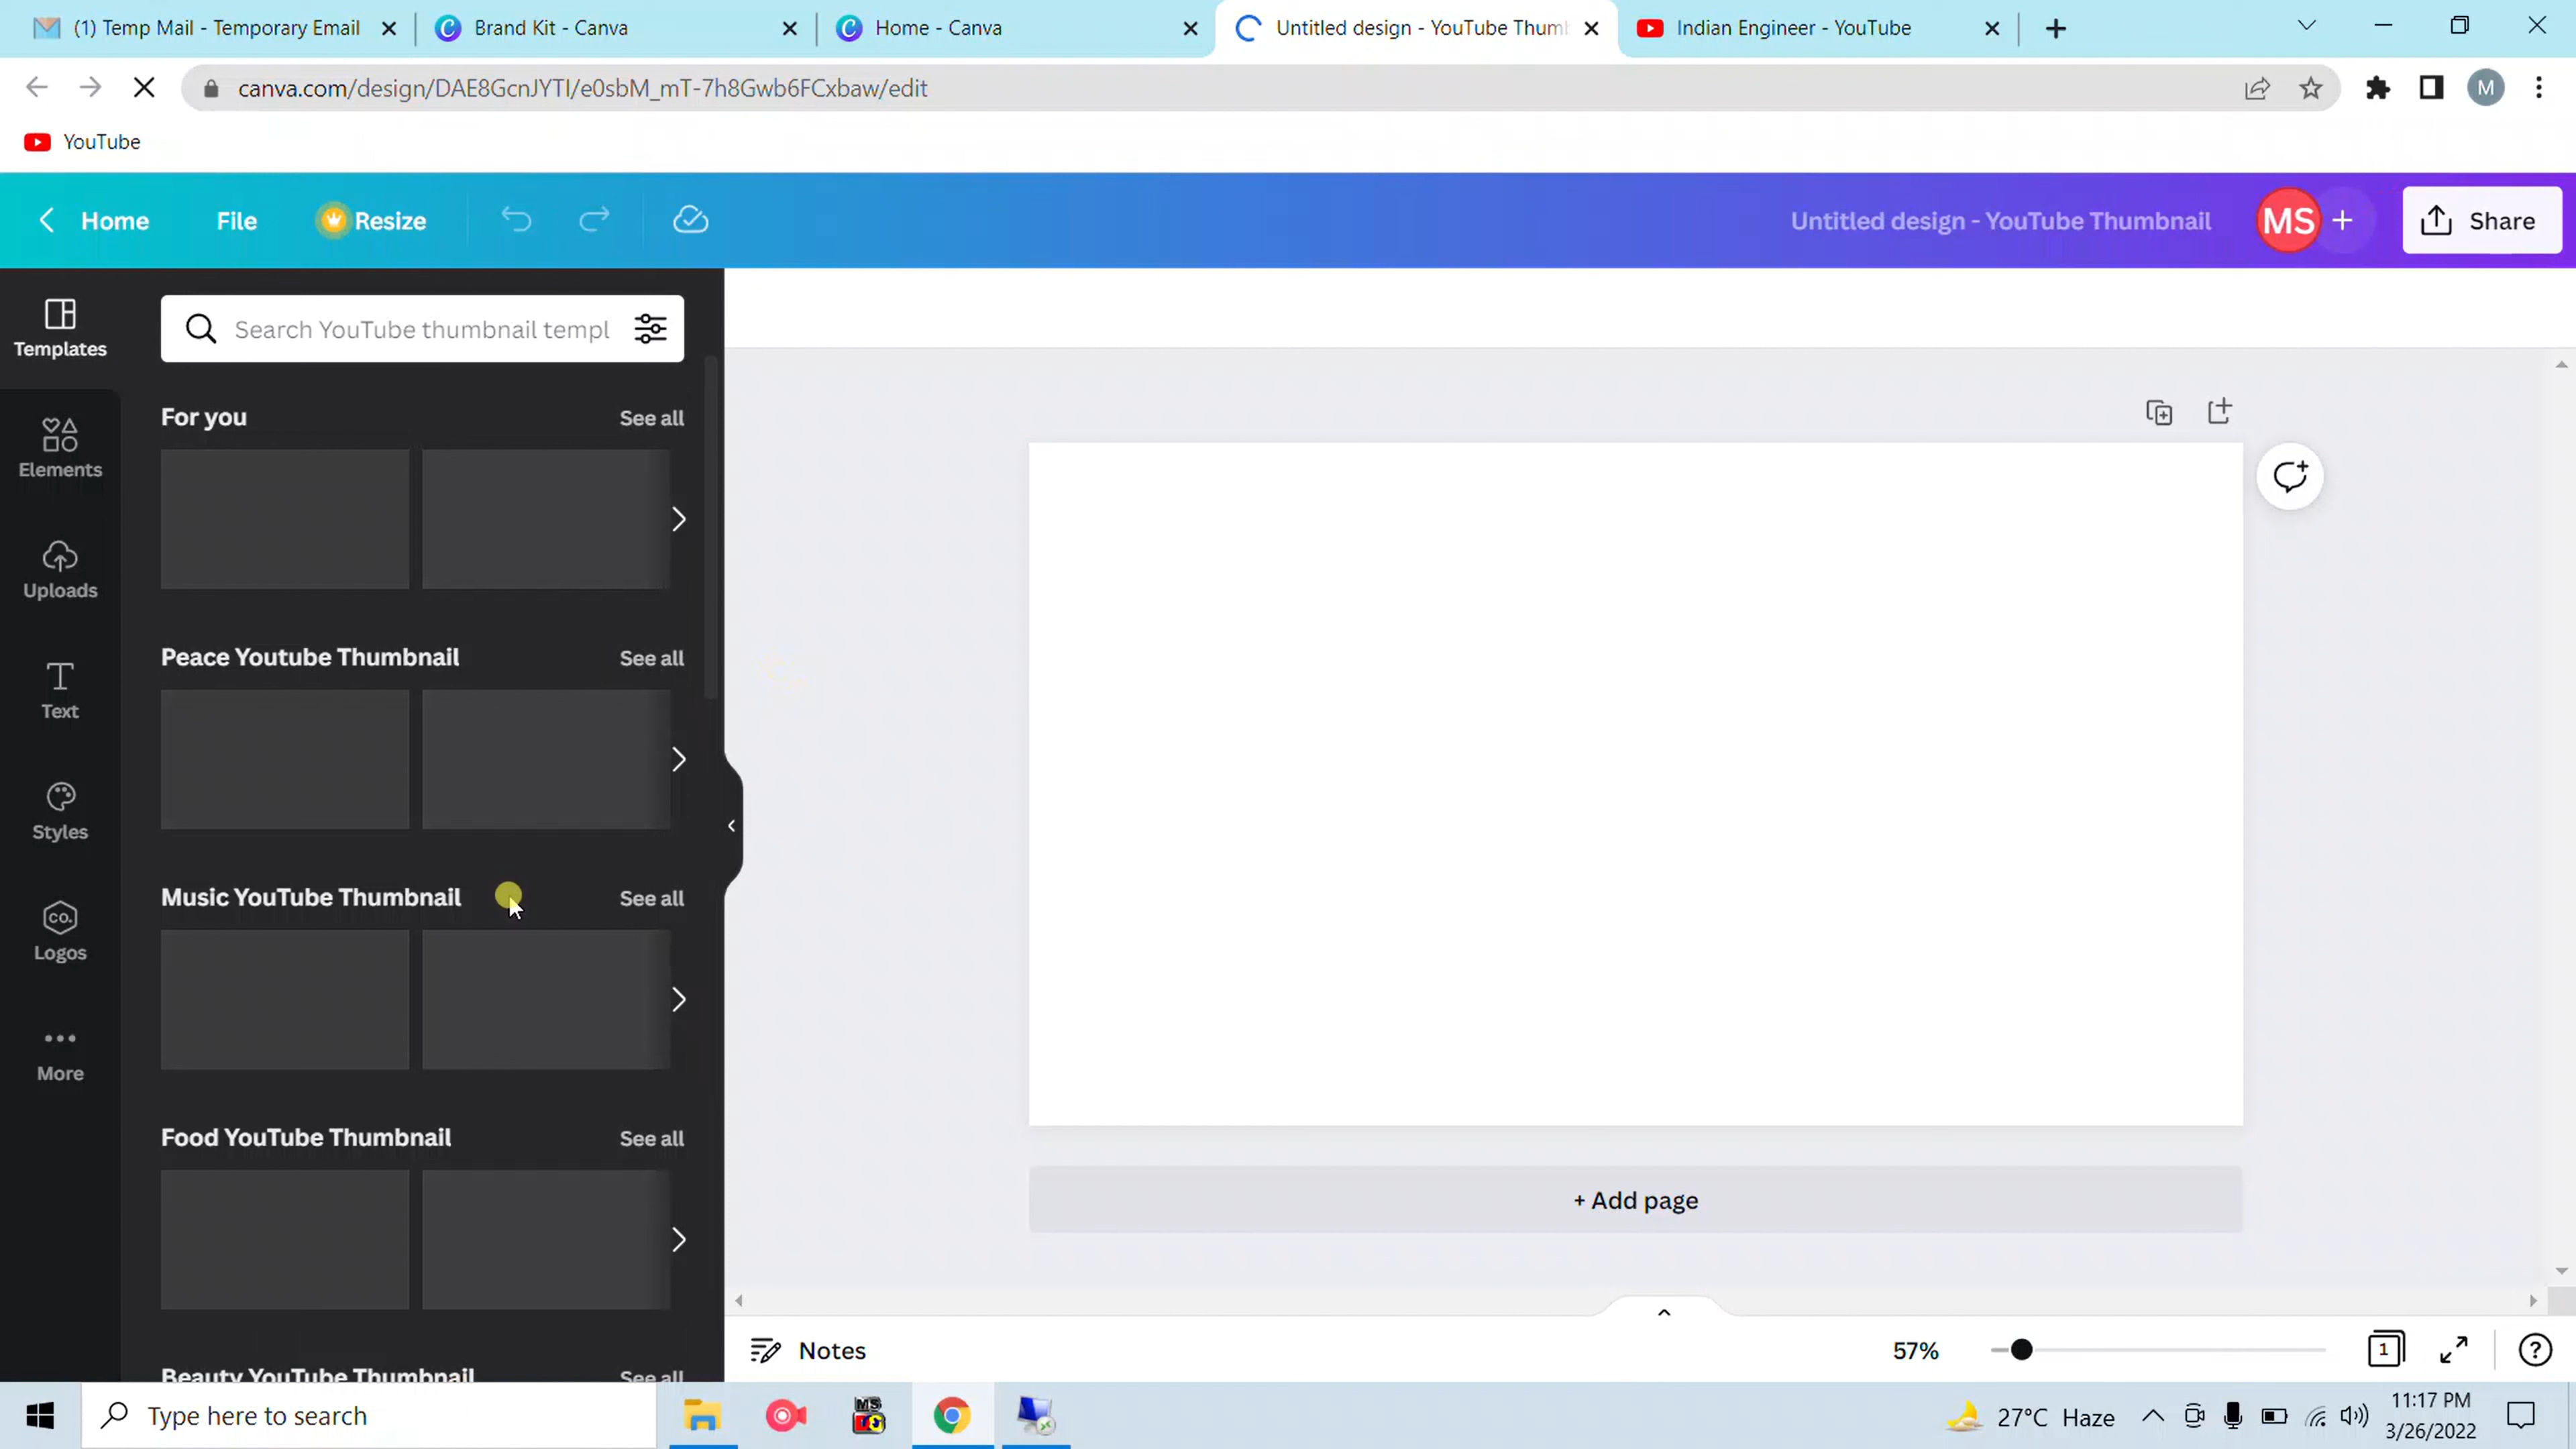 (1) Temp Mail - Temporary Email
Brand Kit - Canva
Home - Canva
Untitled design - YouTube Thumb
Indian Engineer - YouTube
canva.com/design/DAE8GcnJYTI/e0sbM_mT-7h8Gwb6FCxbaw/edit
M
YouTube
Home
File
Resize
Untitled design - YouTube Thumbnail
MS
+
Share
Templates
Search YouTube thumbnail templ
For you
See all
Elements
Uploads
Peace Youtube Thumbnail
See all
Text
Styles
Music YouTube Thumbnail
See all
CO.
Logos
More
Food YouTube Thumbnail
See all
+ Add page
Beauty YouTube Thumbnail
See all
Notes
57%
1
?
Type here to search
MS
27°C Haze
11:17 PM
3/26/2022